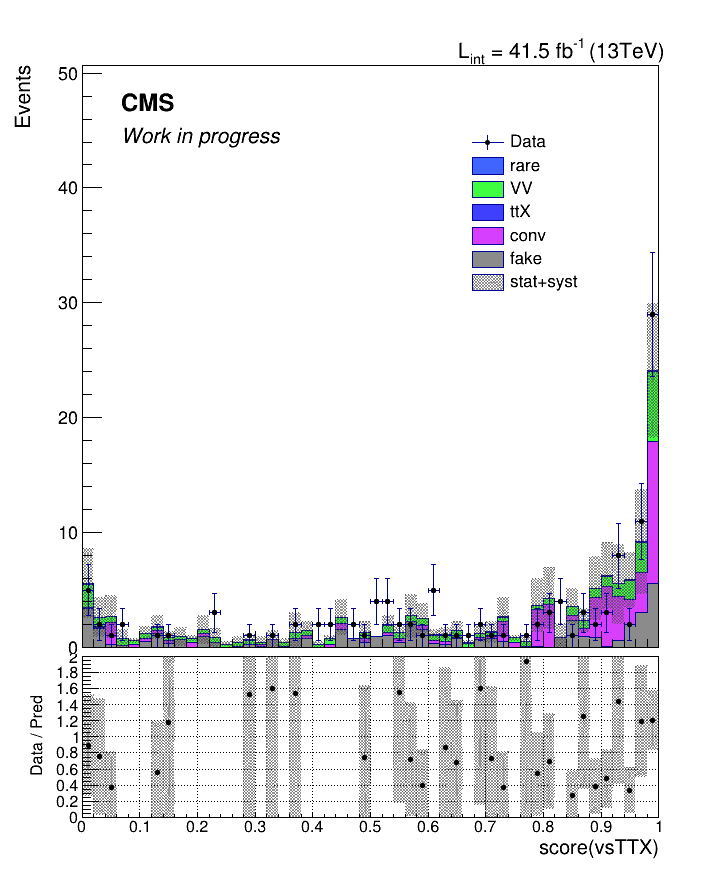 L_int = 41.5 fb^-1 (13TeV)
Events
50
40
30
20
10
0
CMS
Work in progress
Data
rare
VV
ttX
conv
fake
stat+syst
Data / Pred
2
1.8
1.6
1.4
1.2
1
0.8
0.6
0.4
0.2
0
0 0.1 0.2 0.3 0.4 0.5 0.6 0.7 0.8 0.9 1
score(vsTTX)